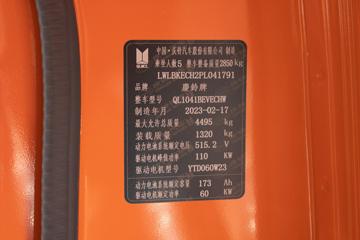 中国·庆铃汽车股份有限公司 制造
乘坐人数5 整车整备质量2850kg
LWLBKECH2PL041791
品牌 慶鈴牌
整车型号 QL1041BEVECHW
制造年月 2023-02-17
最大允许总质量 4495 kg
装载质量 1320 kg
动力电池系统额定电压 515.2 V
驱动电机峰值功率 110 KW
驱动电机型号 YTD060W23
动力电池系统额定容量 173 Ah
驱动电机额定功率 60 KW